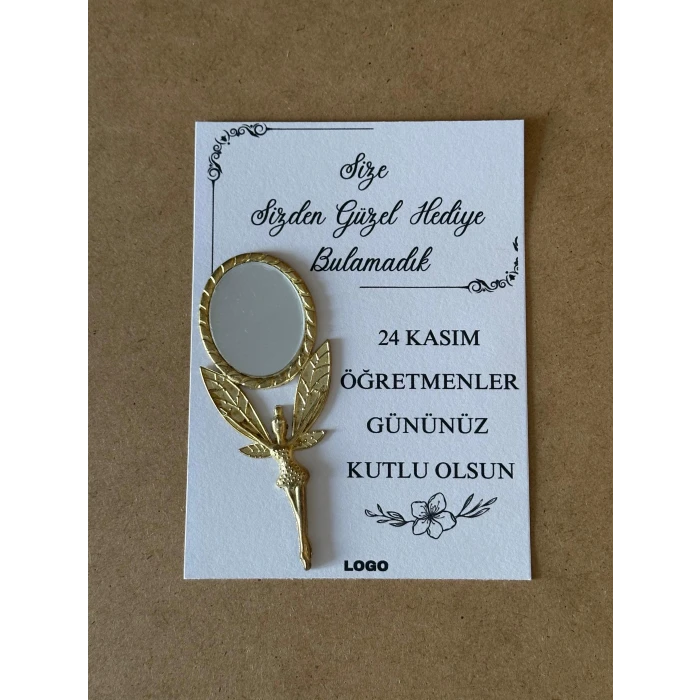 Size
Sizden Güzel Hediye
Bulamadık
24 KASIM
ÖĞRETMENLER
GÜNÜNÜZ
KUTLU OLSUN
LOGO